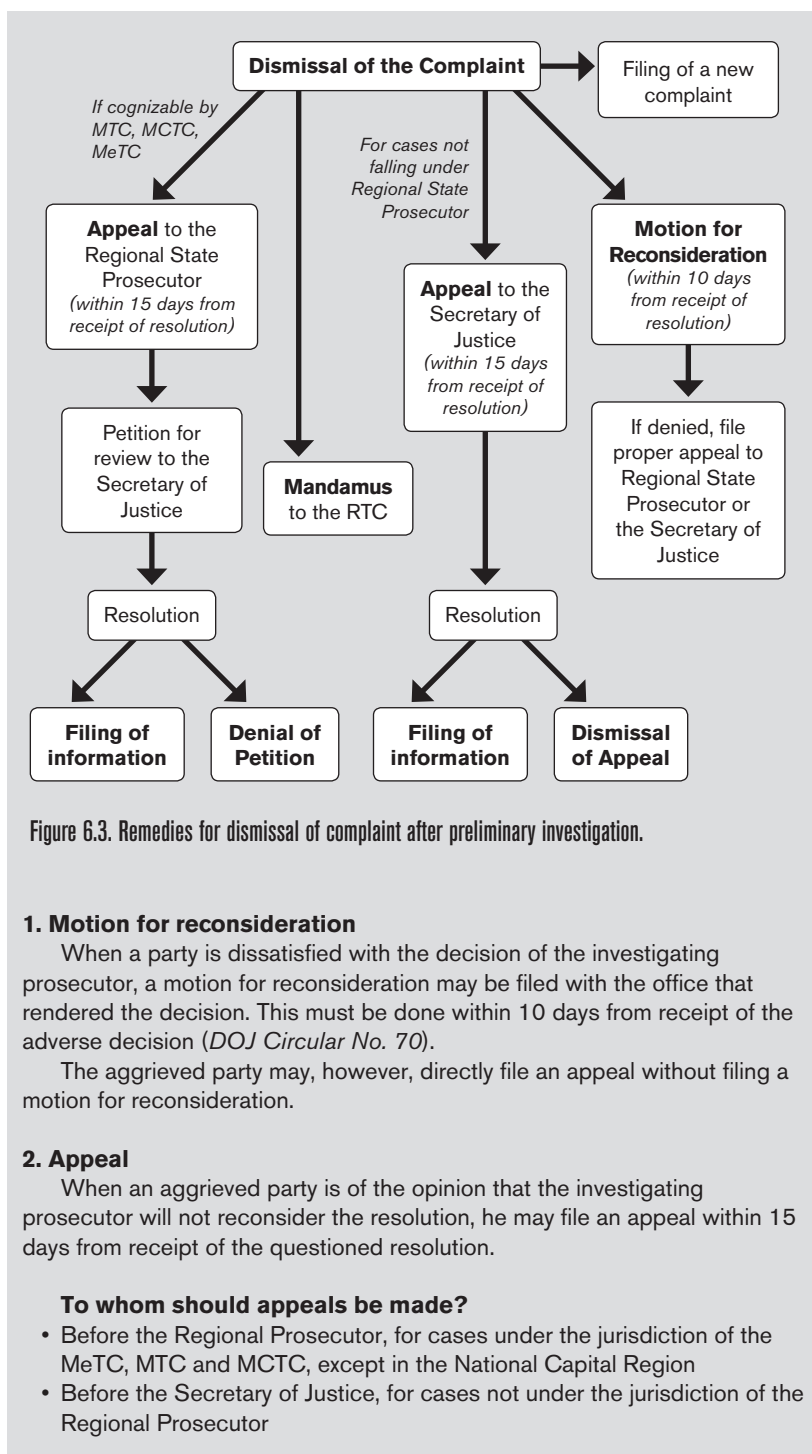 Dismissal of the Complaint
Filing of a new
complaint
If cognizable by
MTC, MCTC,
MeTC
For cases not
falling under
Regional State
Prosecutor
Appeal to the
Regional State
Prosecutor
(within 15 days from
receipt of resolution)
Petition for
review to the
Secretary of
Justice
Resolution
Filing of
information
Denial of
Petition
Mandamus
to the RTC
Appeal to the
Secretary of
Justice
(within 15 days
from receipt of
resolution)
Resolution
Filing of
information
Dismissal
of Appeal
Motion for
Reconsideration
(within 10 days
from receipt of
resolution)
If denied, file
proper appeal to
Regional State
Prosecutor or
the Secretary of
Justice
Figure 6.3. Remedies for dismissal of complaint after preliminary investigation.
1. Motion for reconsideration
When a party is dissatisfied with the decision of the investigating
prosecutor, a motion for reconsideration may be filed with the office that
rendered the decision. This must be done within 10 days from receipt of the
adverse decision (DOJ Circular No. 70).
The aggrieved party may, however, directly file an appeal without filing a
motion for reconsideration.
2. Appeal
When an aggrieved party is of the opinion that the investigating
prosecutor will not reconsider the resolution, he may file an appeal within 15
days from receipt of the questioned resolution.
To whom should appeals be made?
• Before the Regional Prosecutor, for cases under the jurisdiction of the
MeTC, MTC and MCTC, except in the National Capital Region
• Before the Secretary of Justice, for cases not under the jurisdiction of the
Regional Prosecutor